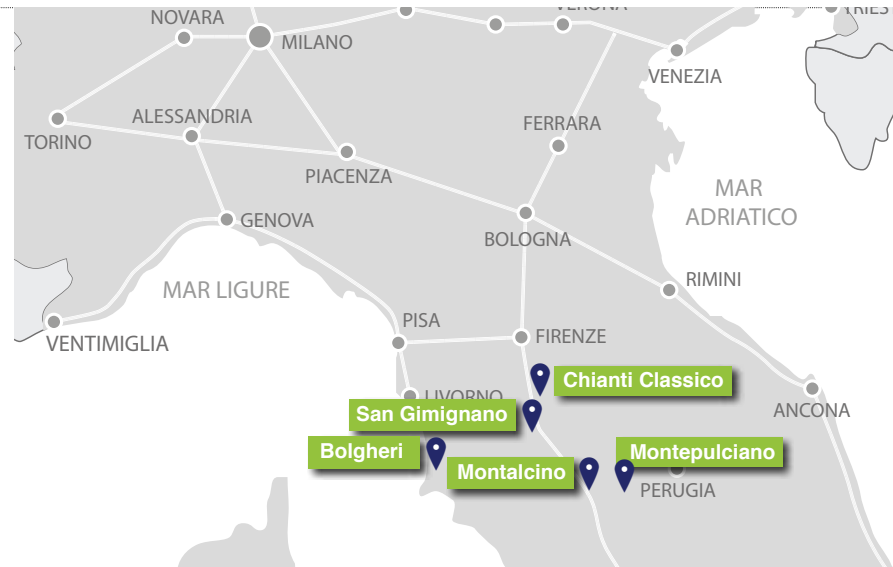 NOVARA
MILANO
VENEZIA
ALESSANDRIA
TORINO
FERRARA
PIACENZA
MAR
ADRIATICO
GENOVA
BOLOGNA
RIMINI
MAR LIGURE
PISA
FIRENZE
VENTIMIGLIA
Chianti Classico
LIVORNO
San Gimignano
ANCONA
Bolgheri
Montepulciano
Montalcino
PERUGIA